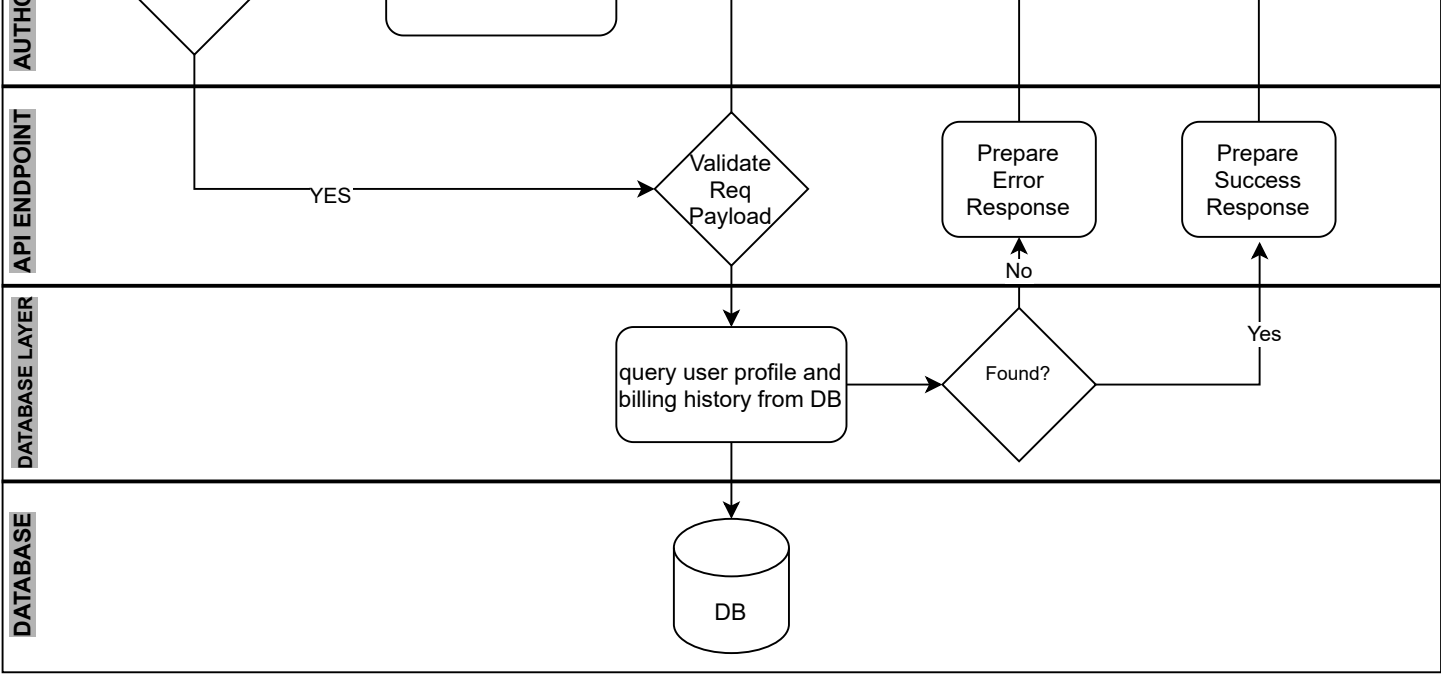 AUTHO
API ENDPOINT
YES
Validate
Req
Payload
Prepare
Error
Response
Prepare
Success
Response
No
DATABASE LAYER
query user profile and
billing history from DB
Found?
Yes
DATABASE
DB